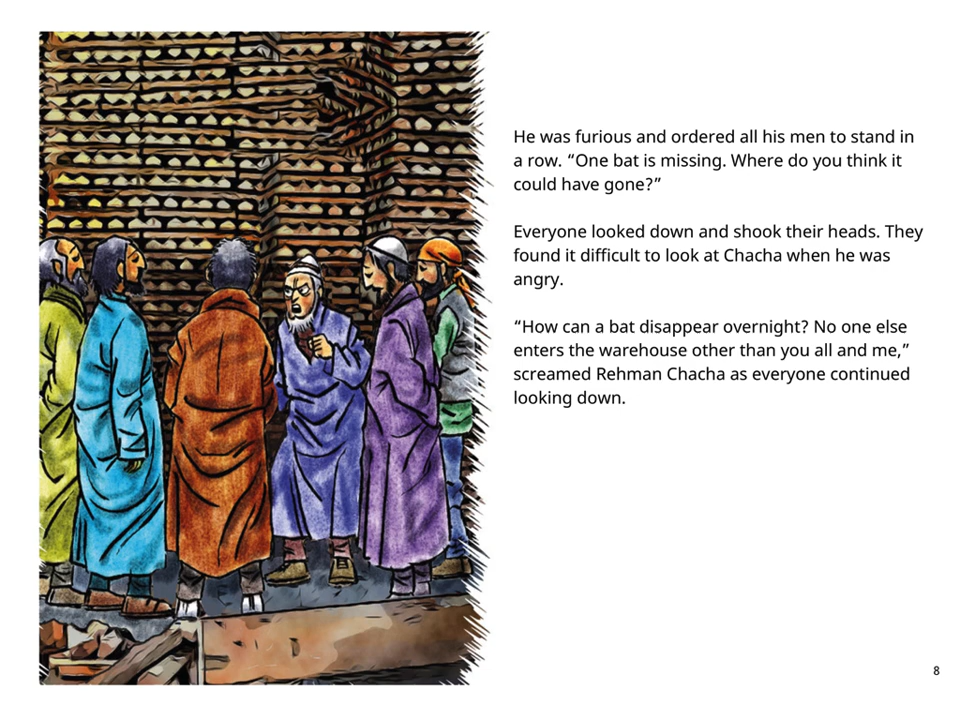 He was furious and ordered all his men to stand in
a row. “One bat is missing. Where do you think it
could have gone?”
Everyone looked down and shook their heads. They
found it difficult to look at Chacha when he was
angry.
“How can a bat disappear overnight? No one else
enters the warehouse other than you all and me,”
screamed Rehman Chacha as everyone continued
looking down.
8